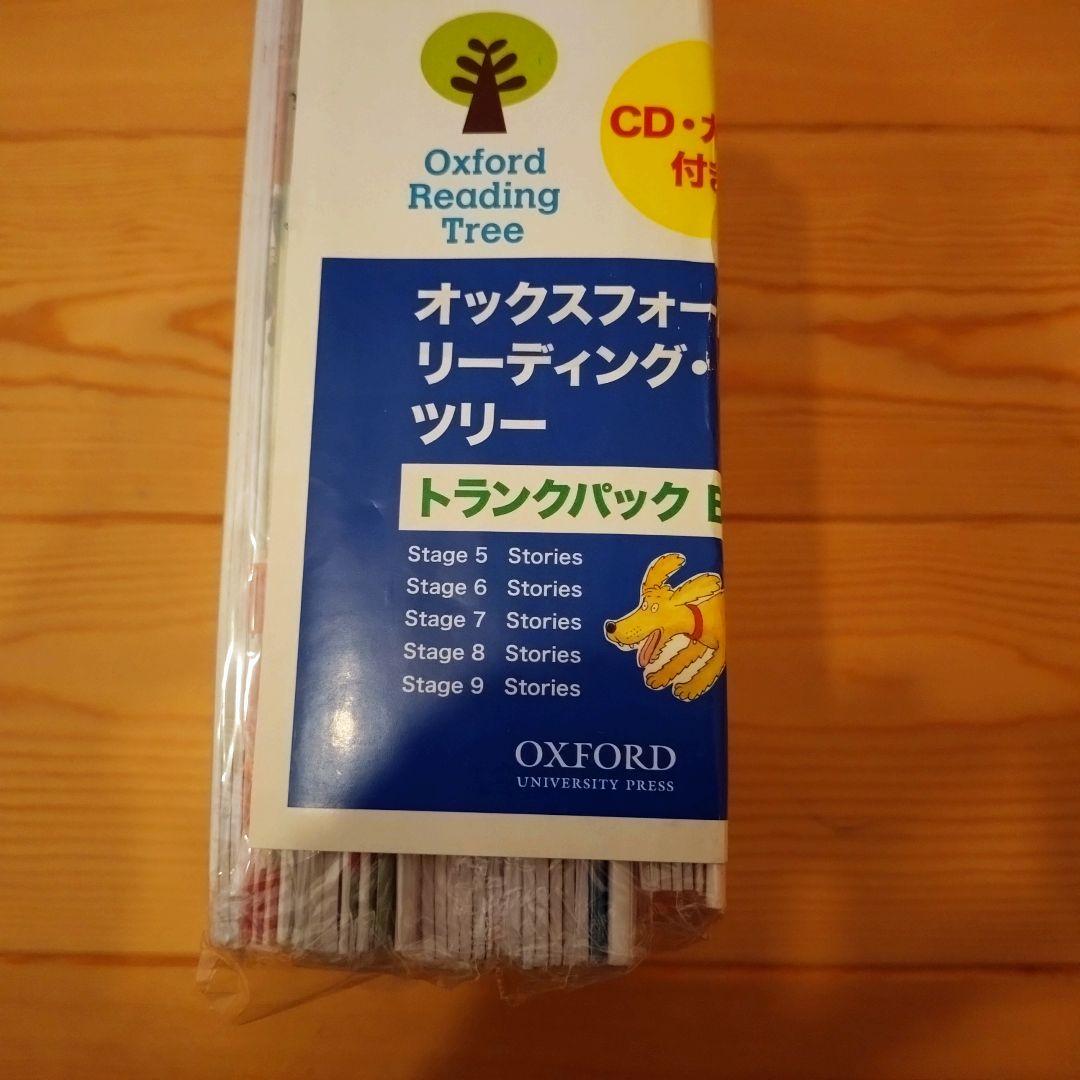 Oxford
Reading
Tree
CD・
付
オックスフォー
リーディング・
ツリー
トランクパック
Stage 5 Stories
Stage 6 Stories
Stage 7 Stories
Stage 8 Stories
Stage 9 Stories
OXFORD
UNIVERSITY PRESS